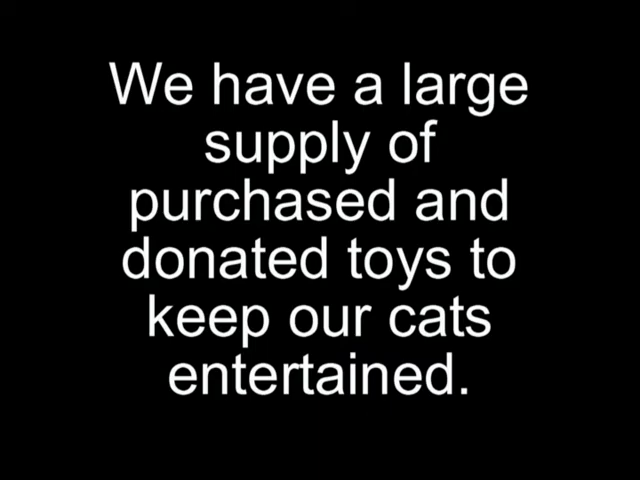 We have a large
supply of
purchased and
donated toys to
keep our cats
entertained.